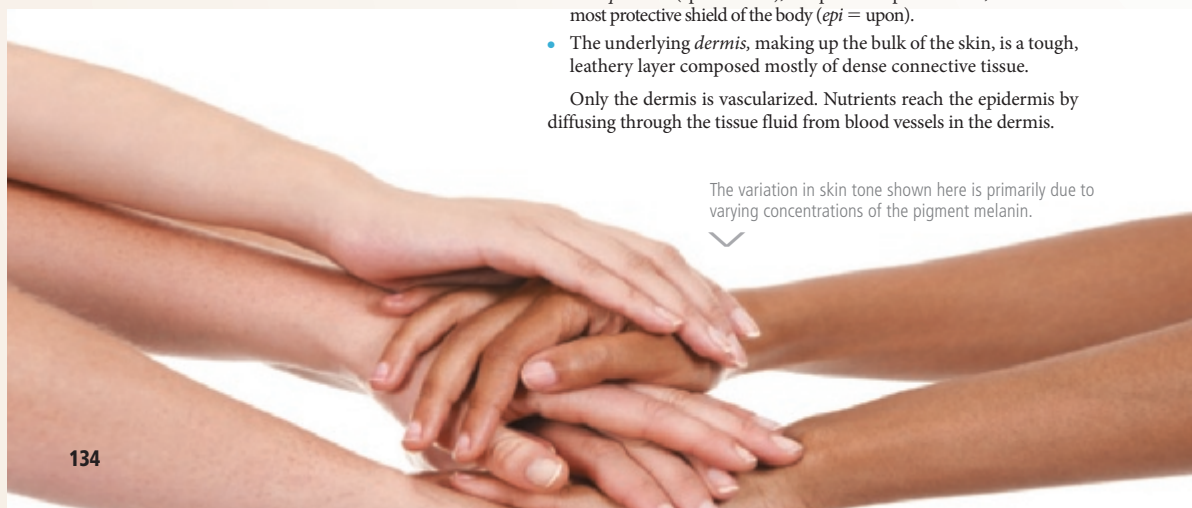 most protective shield of the body (epi = upon).
• The underlying dermis, making up the bulk of the skin, is a tough,
leathery layer composed mostly of dense connective tissue.
Only the dermis is vascularized. Nutrients reach the epidermis by
diffusing through the tissue fluid from blood vessels in the dermis.
The variation in skin tone shown here is primarily due to
varying concentrations of the pigment melanin.
134